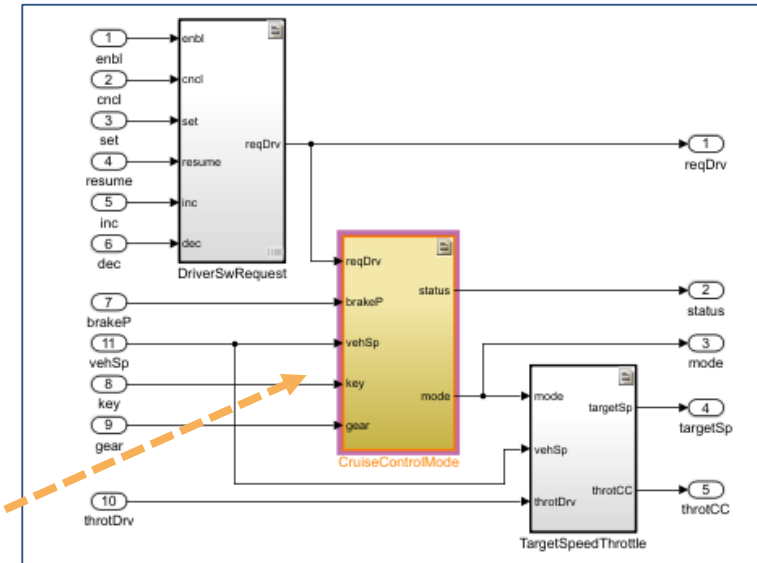 1
enbl
2
cncl
3
set
4
resume
5
inc
6
dec
enbl
cncl
set
resume
inc
dec
reqDrv
DriverSwRequest
1
reqDrv
7
brakeP
11
vehSp
8
key
9
gear
10
throtDrv
reqDrv
brakeP
vehSp
key
gear
status
mode
CruiseControlMode
2
status
3
mode
mode
vehSp
throtDrv
targetSp
throtCC
TargetSpeedThrottle
4
targetSp
5
throtCC